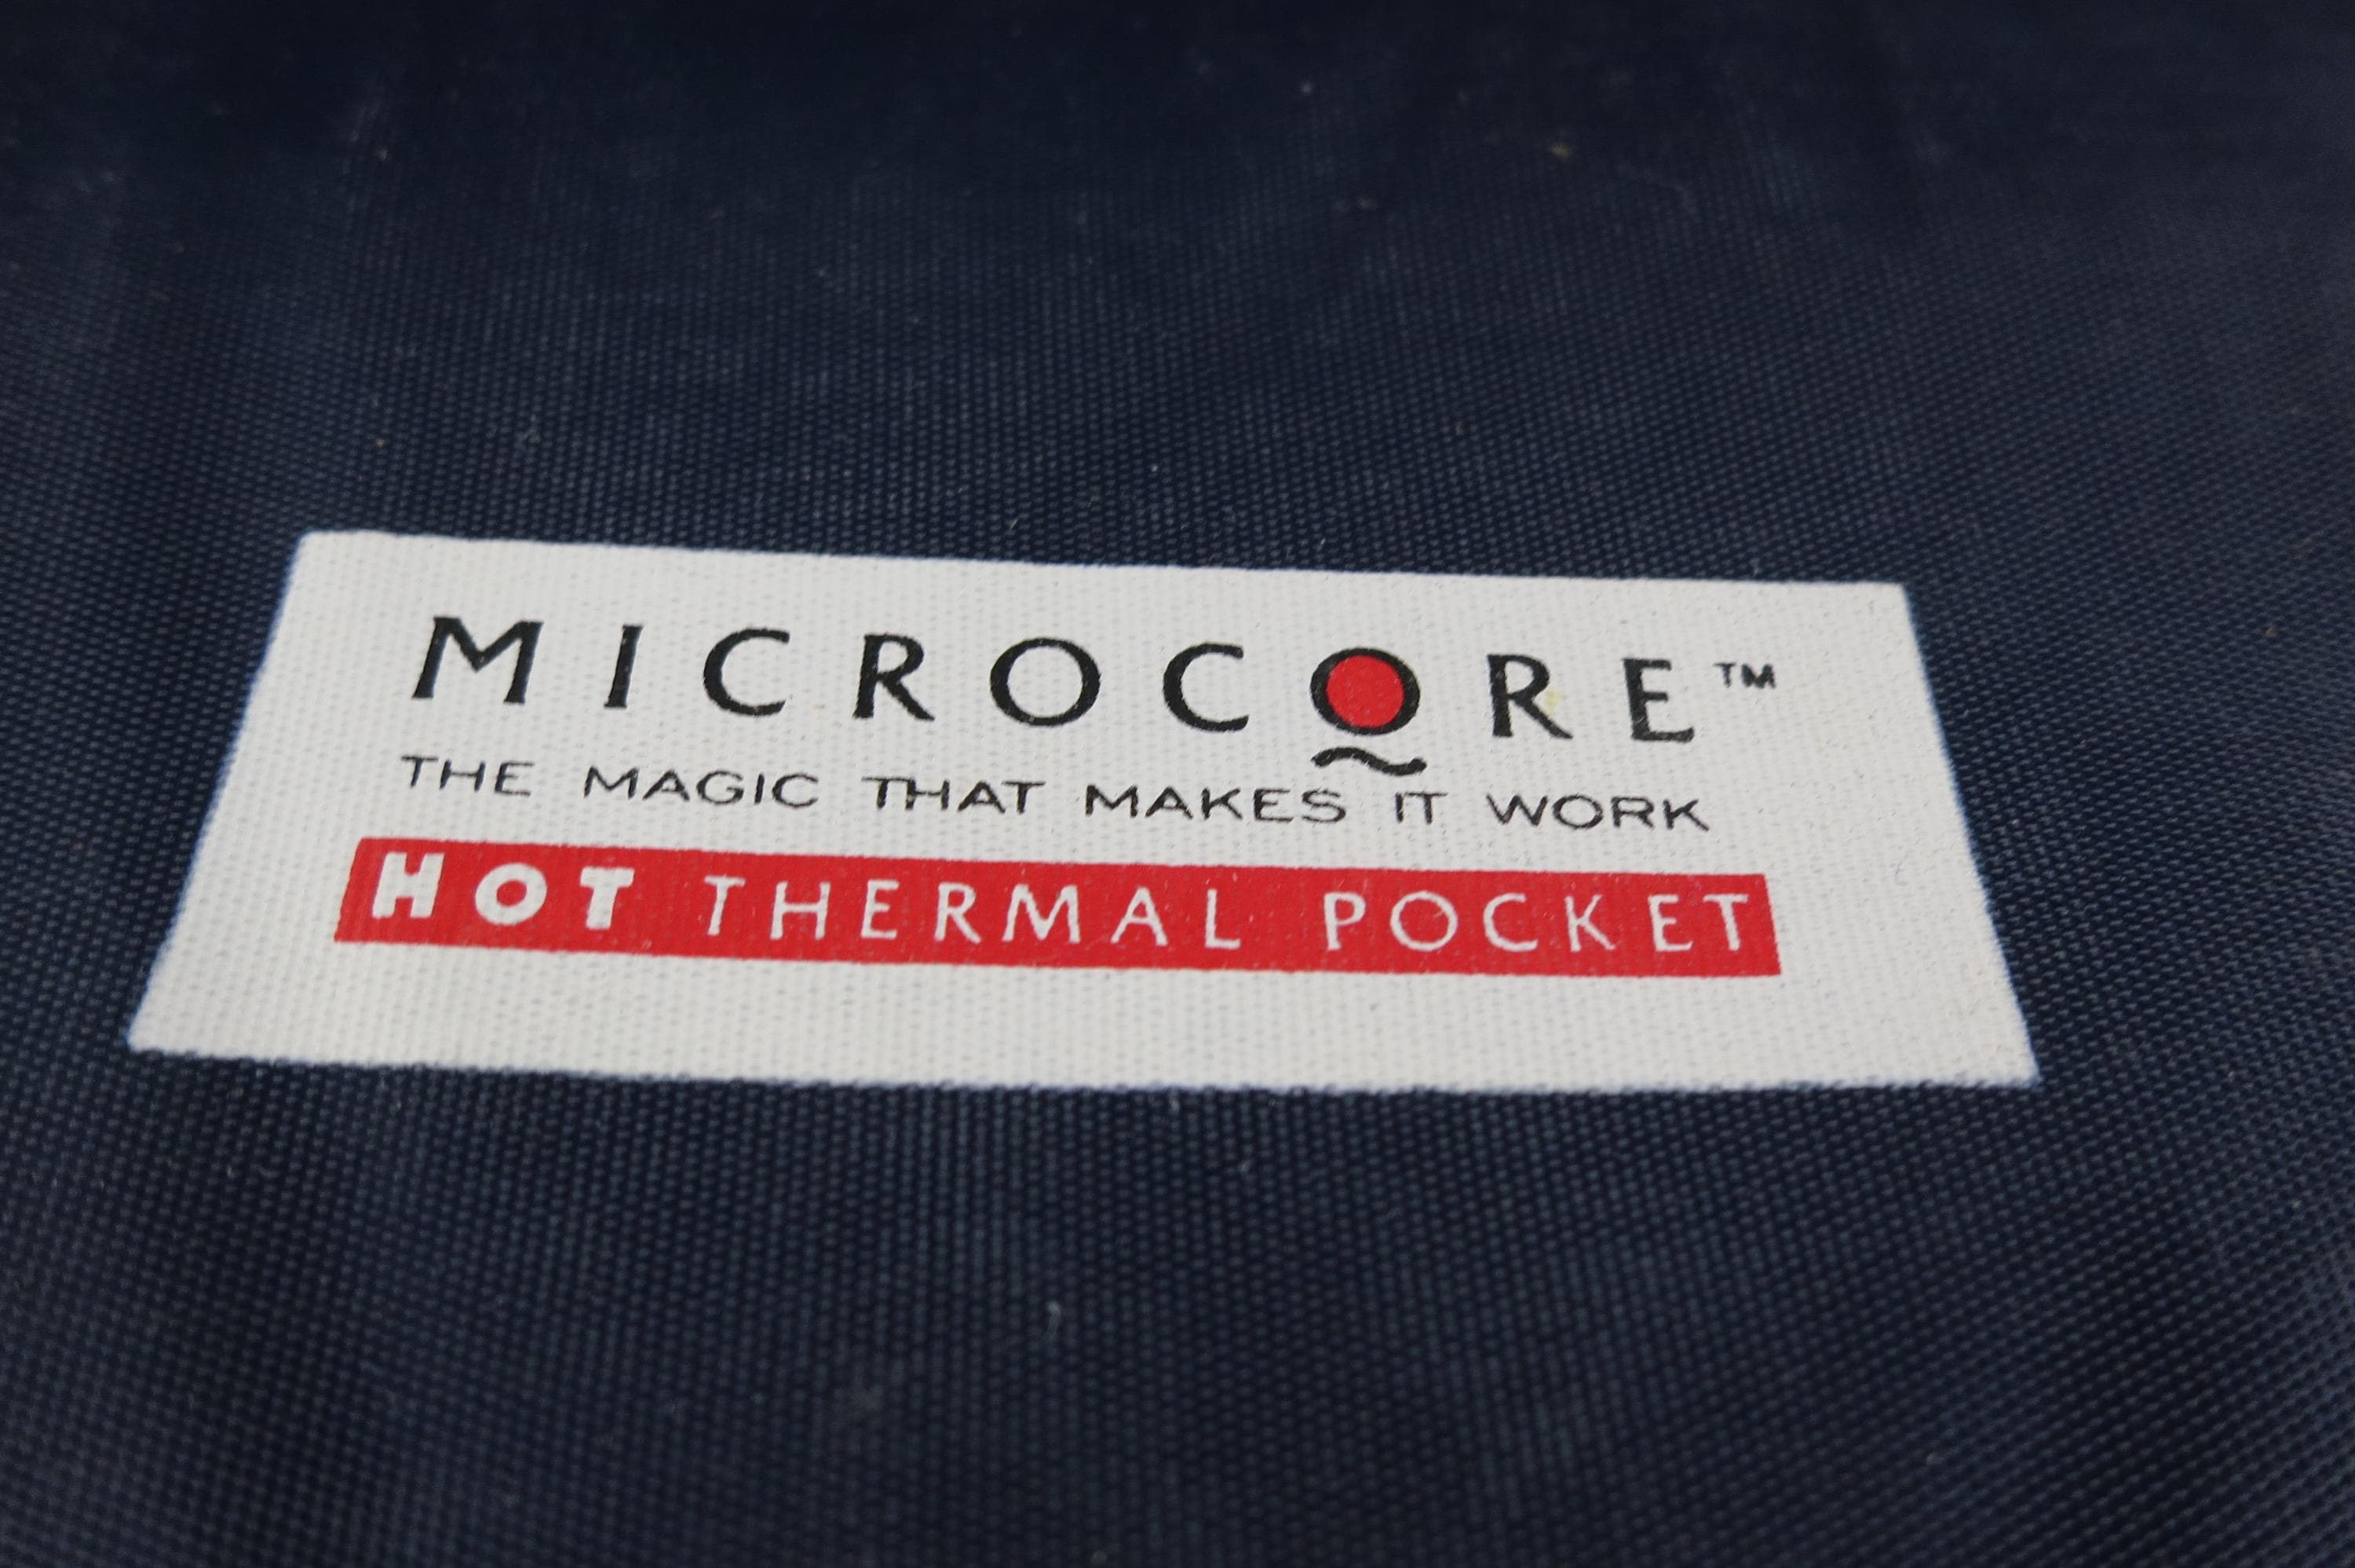 MICROCORE™
THE MAGIC THAT MAKES IT WORK
HOT THERMAL POCKET